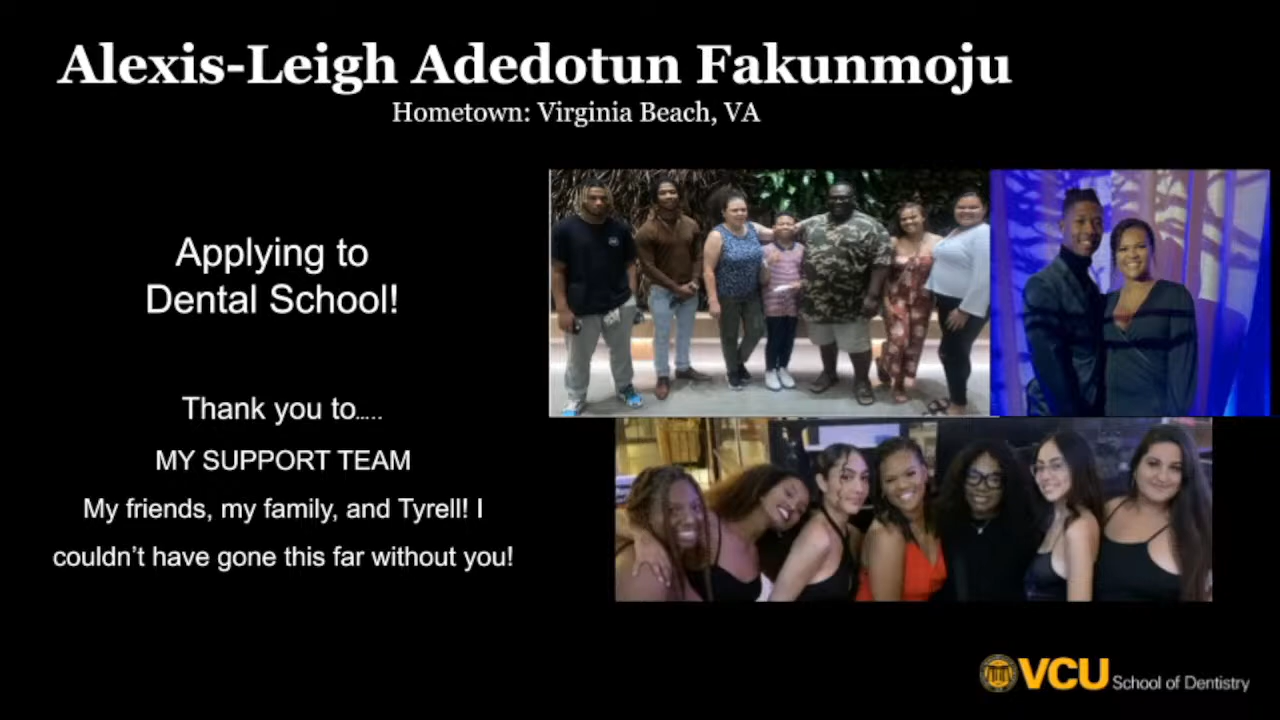 Alexis-Leigh Adedotun Fakunmoju
Hometown: Virginia Beach, VA
Applying to
Dental School!
Thank you to.....
MY SUPPORT TEAM
My friends, my family, and Tyrell! I
couldn't have gone this far without you!
VCU School of Dentistry